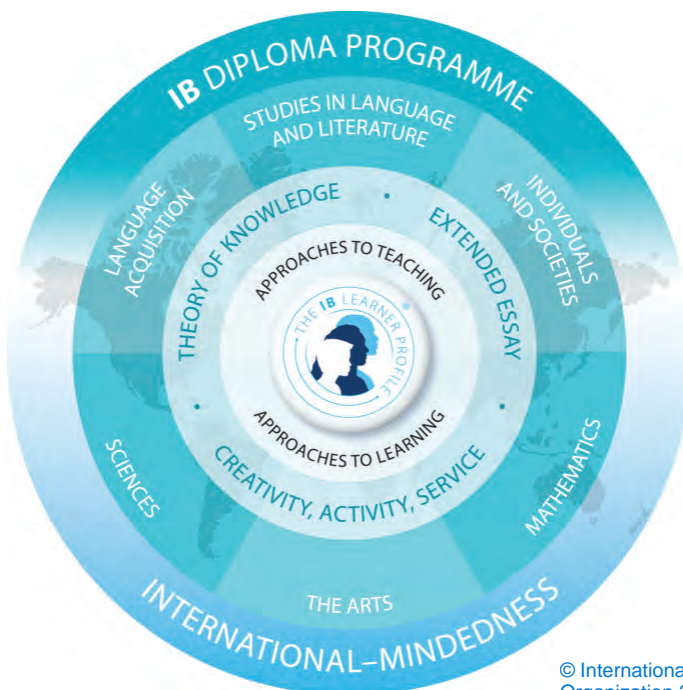 IB DIPLOMA PROGRAMME
STUDIES IN LANGUAGE
AND LITERATURE
LANGUAGE
ACQUISITION
INDIVIDUALS
AND SOCIETIES
THEORY OF KNOWLEDGE
•
EXTENDED ESSAY
APPROACHES TO TEACHING
THE IB LEARNER PROFILE
®
APPROACHES TO LEARNING
•
•
CREATIVITY, ACTIVITY, SERVICE
SCIENCES
MATHEMATICS
THE ARTS
INTERNATIONAL–MINDEDNESS
© International